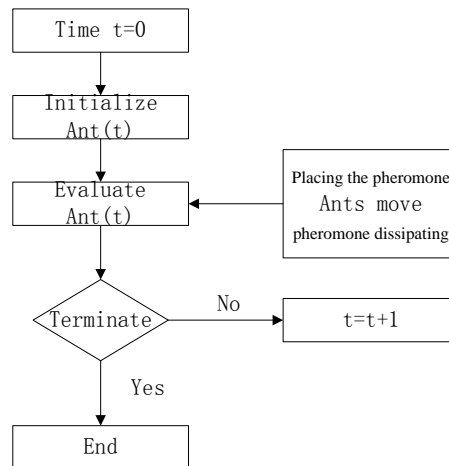 Time t=0
Initialize
Ant(t)
Evaluate
Ant(t)
Placing the pheromone
Ants move
pheromone dissipating
Terminate
No
t=t+1
Yes
End